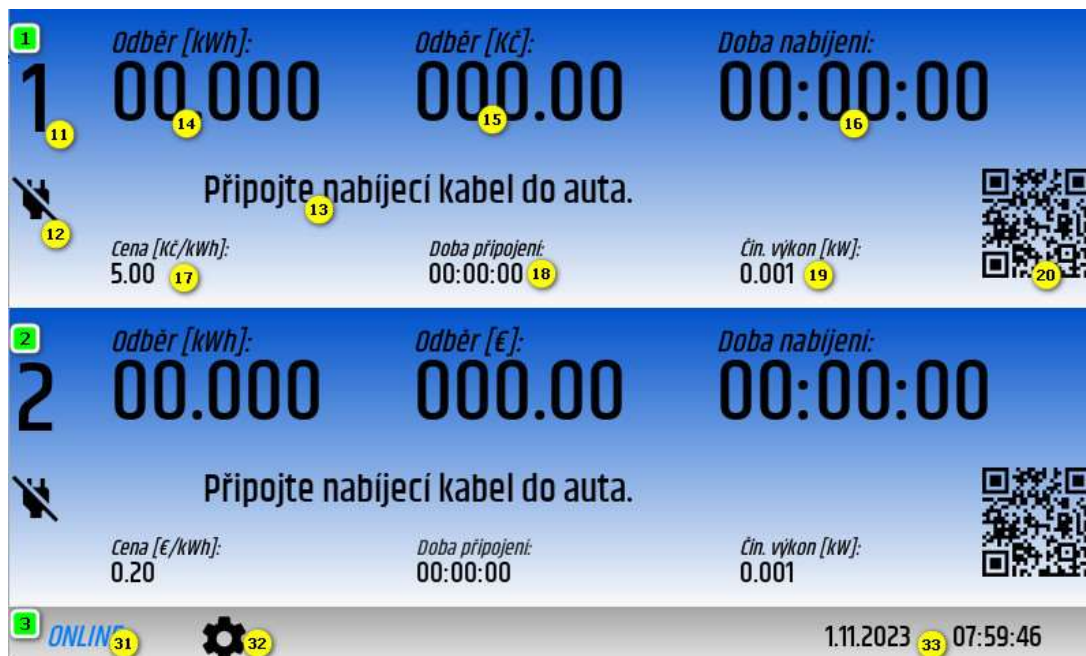 1 Odběr [kWh]: Odběr [Kč]: Doba nabíjení:
1 00.000 000.00 00:00:00
11 14 15 16
Připojte nabíjecí kabel do auta.
12 13
Cena [Kč/kWh]: Doba připojení: Čin. výkon [kW]:
5.00 17 00:00:00 18 0.001 19 20
2 Odběr [kWh]: Odběr [€]: Doba nabíjení:
2 00.000 000.00 00:00:00
Připojte nabíjecí kabel do auta.
Cena [€/kWh]: Doba připojení: Čin. výkon [kW]:
0.20 00:00:00 0.001
3 ONLINE 31 32 1.11.2023 33 07:59:46